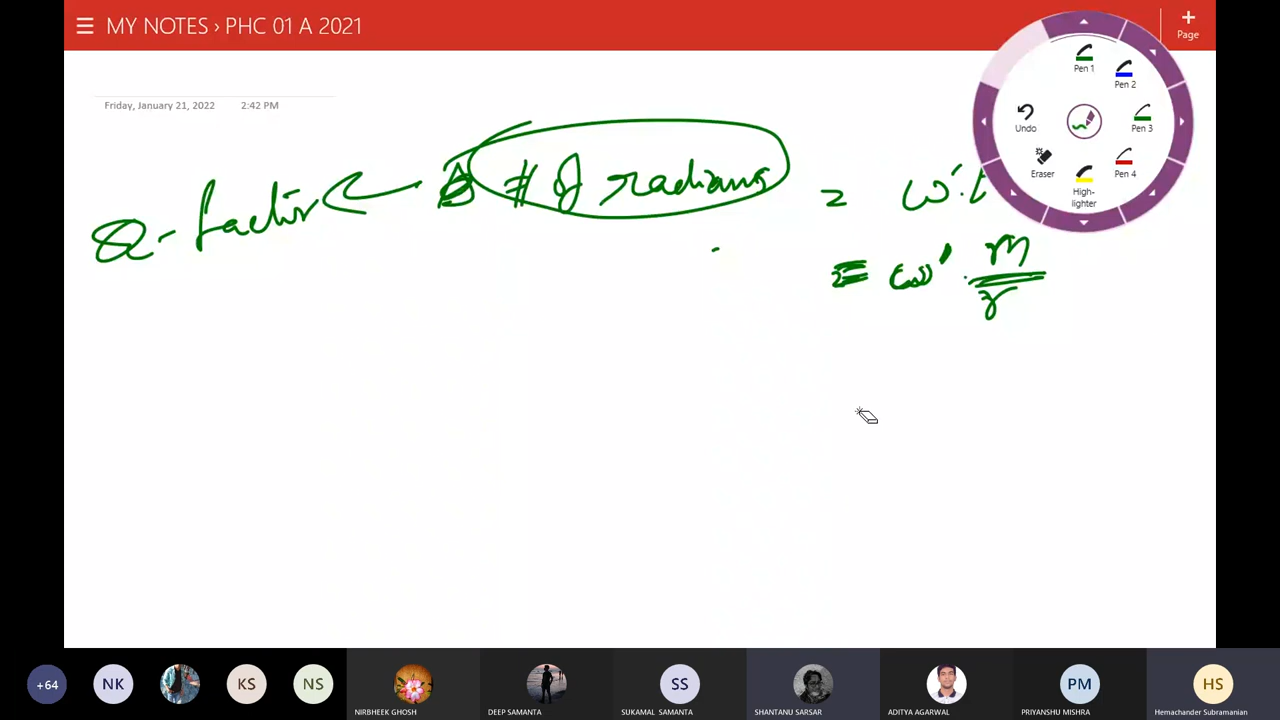 MY NOTES › PHC 01 A 2021
Page
Friday, January 21, 2022 2:42 PM
Pen 1
Pen 2
Undo
Pen 3
Eraser
Pen 4
High-
lighter
Q-factor # of radians = ω'.t
= ω' . m/r
+64
NK
KS
NS
SS
PM
HS
NIRBHEEK GHOSH
DEEP SAMANTA
SUKAMAL SAMANTA
SHANTANU SARSAR
ADITYA AGARWAL
PRIYANSHU MISHRA
Hemachander Subramanian